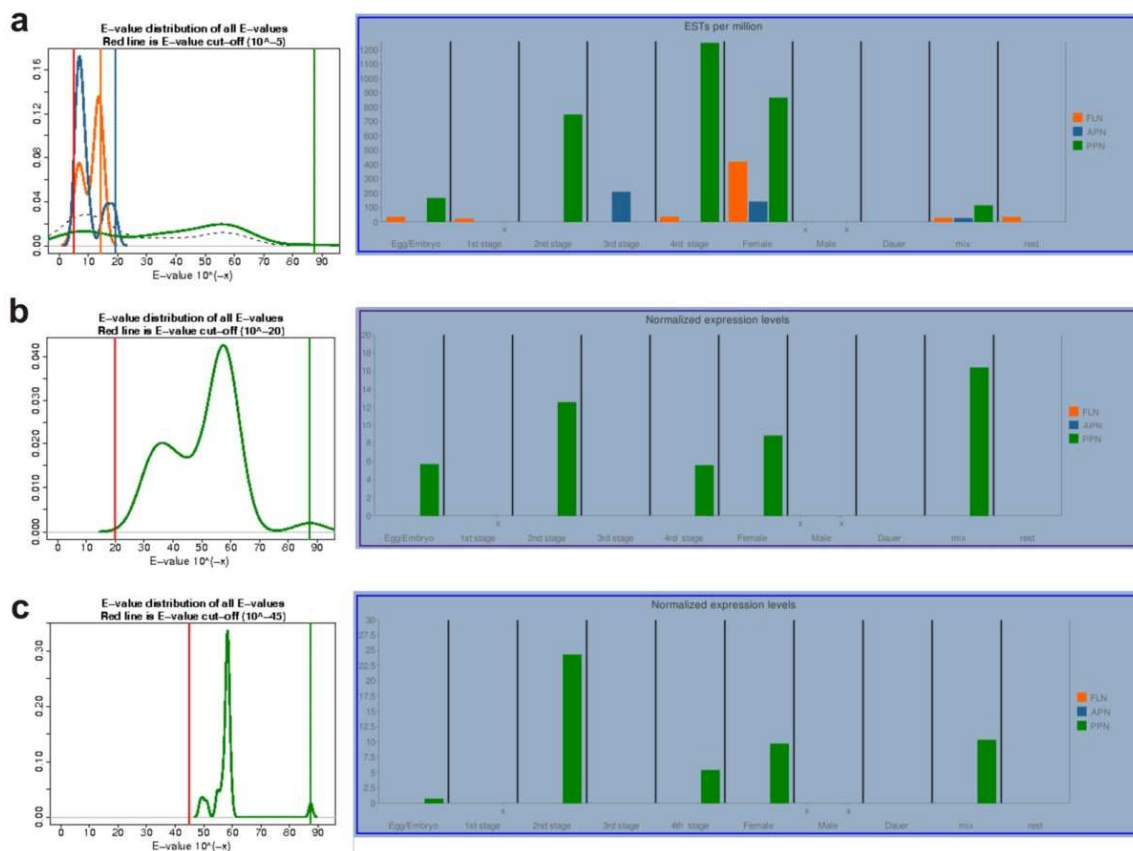 a
E-value distribution of all E-values
Red line is E-value cut-off (10^-5)
0.16
0.12
0.08
0.04
0.00
0 10 20 30 40 50 60 70 80 90
E-value 10^(-x)
ESTs per million
1200
1100
1000
900
800
700
600
500
400
300
200
100
0
FLN
APN
PPN
x x x
Egg/Embryo 1st stage 2nd stage 3rd stage 4rd stage Female Male Dauer mix rest
b
E-value distribution of all E-values
Red line is E-value cut-off (10^-20)
0.040
0.030
0.020
0.010
0.000
0 10 20 30 40 50 60 70 80 90
E-value 10^(-x)
Normalized expression levels
20
18
16
14
12
10
8
6
4
2
0
FLN
APN
PPN
x x x
Egg/Embryo 1st stage 2nd stage 3rd stage 4rd stage Female Male Dauer mix rest
c
E-value distribution of all E-values
Red line is E-value cut-off (10^-45)
0.30
0.20
0.10
0.00
0 10 20 30 40 50 60 70 80 90
E-value 10^(-x)
Normalized expression levels
30
27.5
25
22.5
20
17.5
15
12.5
10
7.5
5
2.5
0
FLN
APN
PPN
x x x
Egg/Embryo 1st stage 2nd stage 3rd stage 4th stage Female Male Dauer mix rest